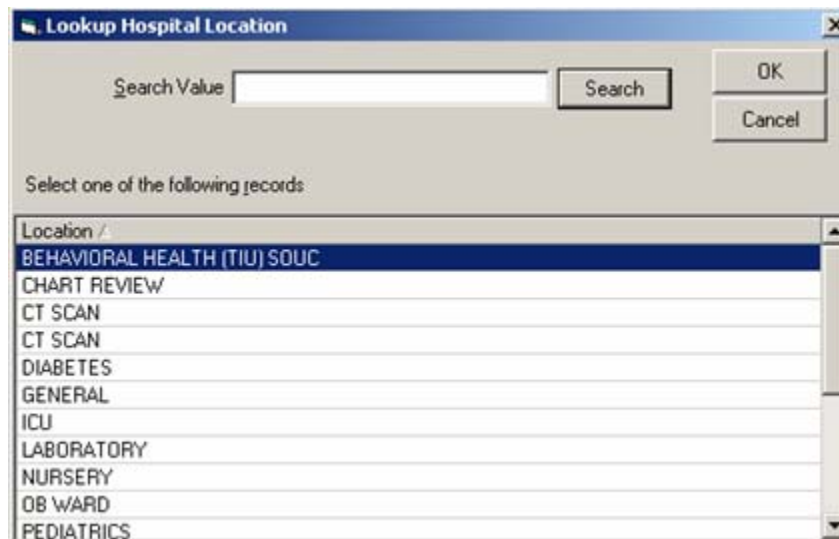 Lookup Hospital Location
Search Value Search OK
Cancel
Select one of the following records
Location
BEHAVIORAL HEALTH (TIU) SOUC
CHART REVIEW
CT SCAN
CT SCAN
DIABETES
GENERAL
ICU
LABORATORY
NURSERY
OB WARD
PEDIATRICS